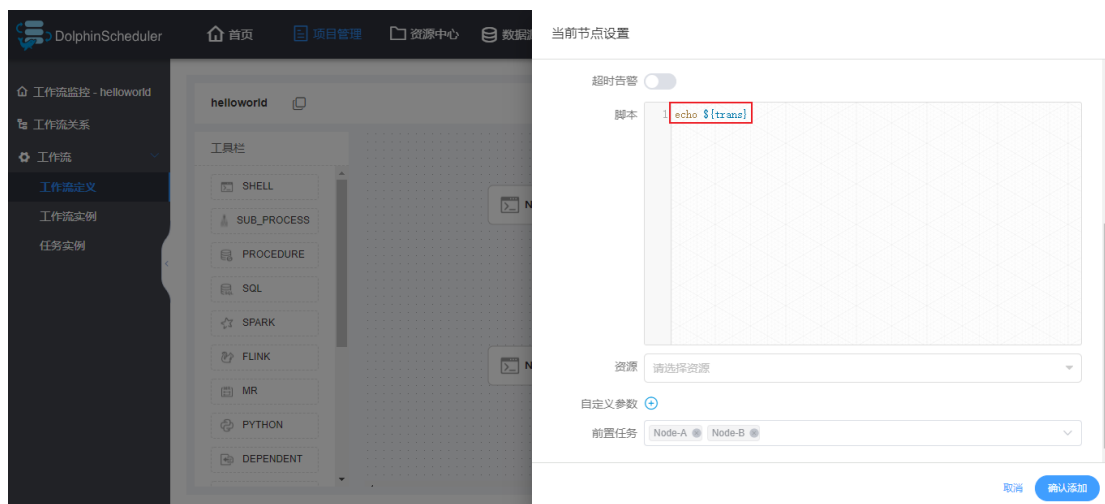 DolphinScheduler
首页
项目管理
资源中心
数据源
当前节点设置
工作流监控 - helloworld
工作流关系
工作流
工作流定义
工作流实例
任务实例
helloworld
工具栏
SHELL
SUB_PROCESS
PROCEDURE
SQL
SPARK
FLINK
MR
PYTHON
DEPENDENT
N
N
超时告警
脚本
1 echo ${trans}
资源 请选择资源
自定义参数
前置任务 Node-A Node-B
取消 确认添加